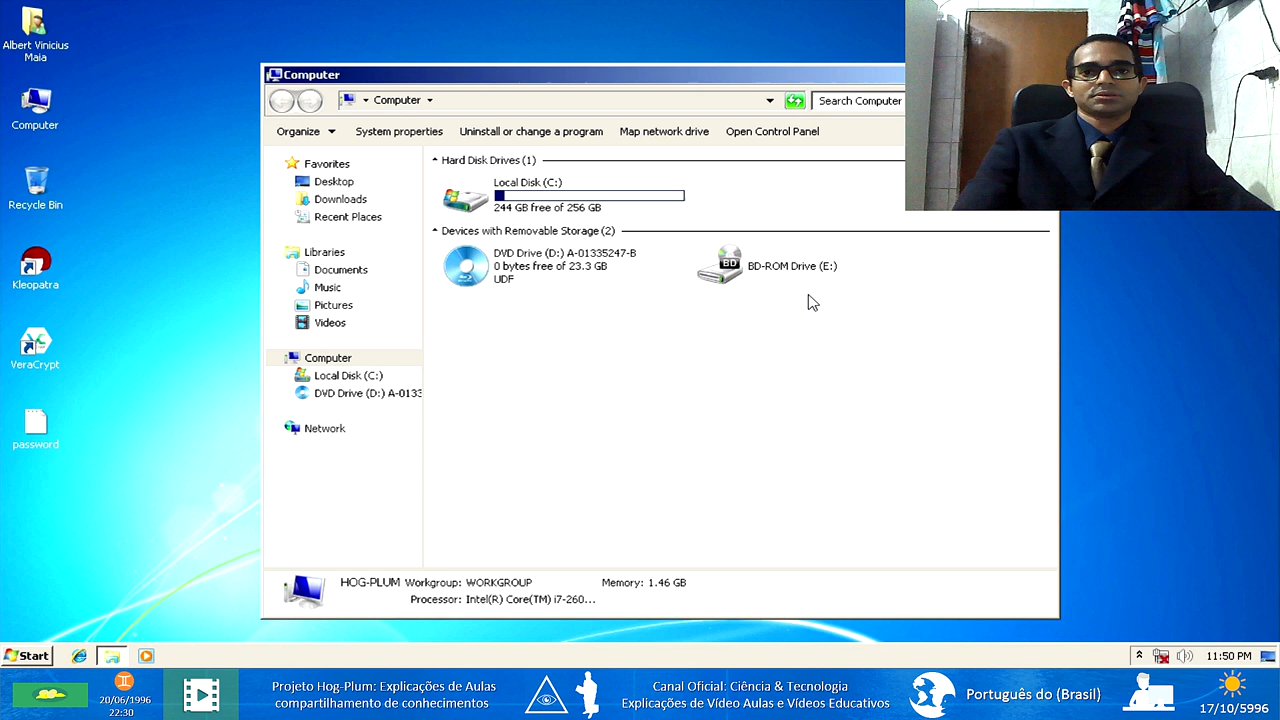 Albert Vinicius
Maia
Computer
Recycle Bin
Kleopatra
VeraCrypt
password
Computer
Computer
Search Computer
Organize
System properties
Uninstall or change a program
Map network drive
Open Control Panel
Favorites
Desktop
Downloads
Recent Places
Libraries
Documents
Music
Pictures
Videos
Computer
Local Disk (C:)
DVD Drive (D:) A-0133
Network
Hard Disk Drives (1)
Local Disk (C:)
244 GB free of 256 GB
Devices with Removable Storage (2)
DVD Drive (D:) A-01335247-B
0 bytes free of 23.3 GB
UDF
BD
BD-ROM Drive (E:)
HOG-PLUM Workgroup: WORKGROUP
Memory: 1.46 GB
Processor: Intel(R) Core(TM) i7-260...
Start
11:50 PM
20/06/1996
22:30
Projeto Hog-Plum: Explicações de Aulas
compartilhamento de conhecimentos
Canal Oficial: Ciência & Tecnologia
Explicações de Vídeo Aulas e Vídeos Educativos
Português do (Brasil)
17/10/5996